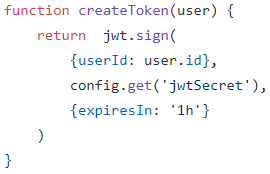 function createToken(user) {
    return  jwt.sign(
        {userId: user.id},
        config.get('jwtSecret'),
        {expiresIn: '1h'}
    )
}